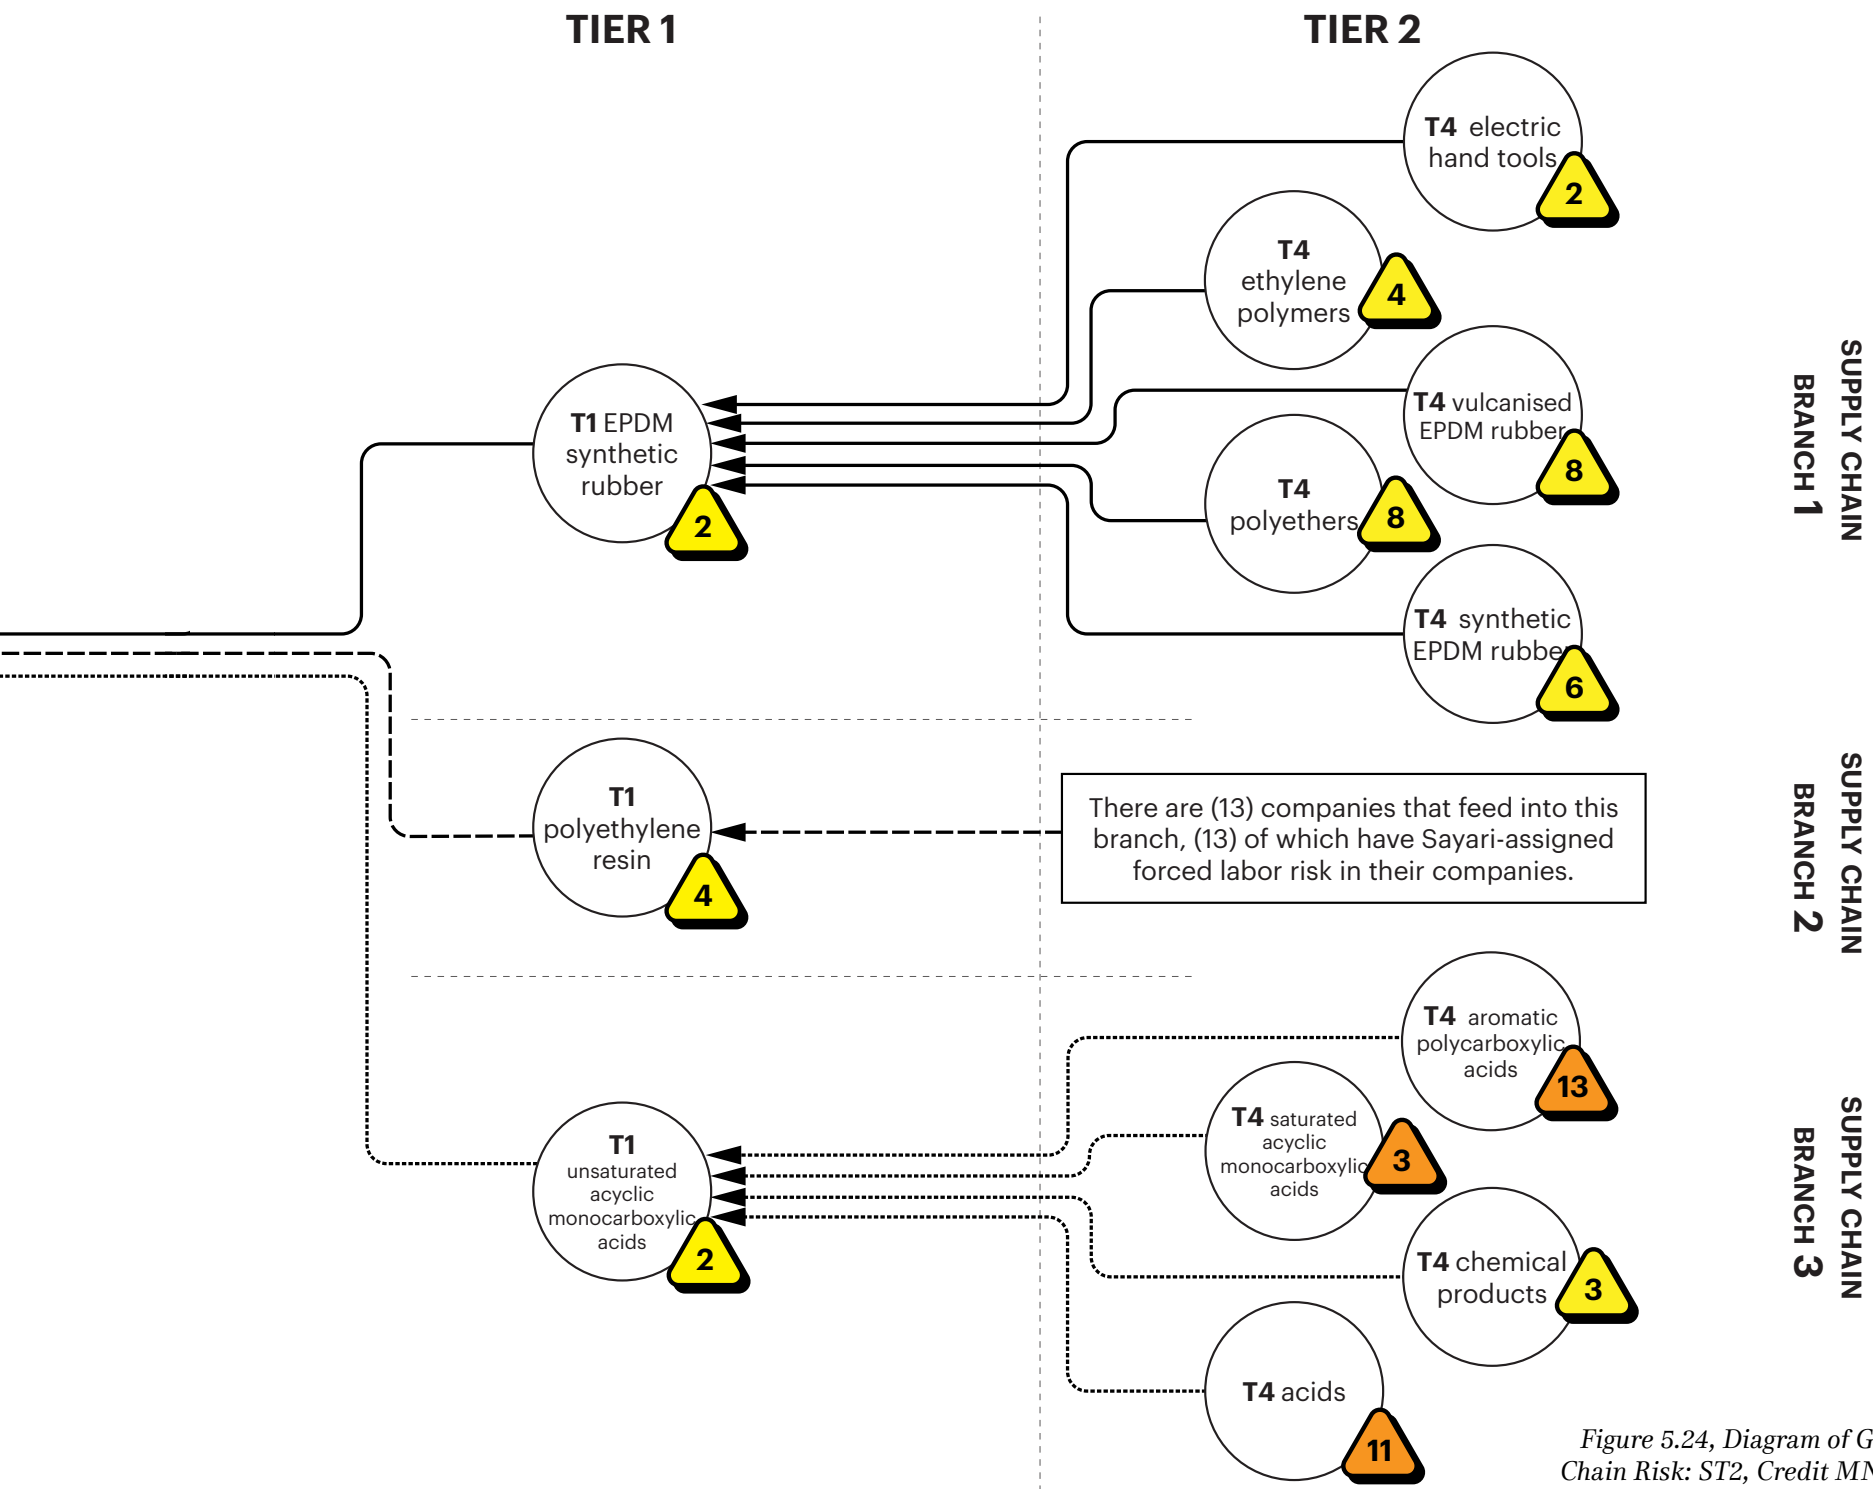 TIER 1
TIER 2
T4 electric
hand tools
2
T4
ethylene
polymers
4
T4 vulcanised
EPDM rubber
8
T4
polyethers
8
T4 synthetic
EPDM rubber
6
T1 EPDM
synthetic
rubber
2
SUPPLY CHAIN
BRANCH 1
T1
polyethylene
resin
4
There are (13) companies that feed into this
branch, (13) of which have Sayari-assigned
forced labor risk in their companies.
SUPPLY CHAIN
BRANCH 2
T4 aromatic
polycarboxylic
acids
13
T4 saturated
acyclic
monocarboxylic
acids
3
T4 chemical
products
3
T4 acids
11
T1
unsaturated
acyclic
monocarboxylic
acids
2
SUPPLY CHAIN
BRANCH 3
Figure 5.24, Diagram of G
Chain Risk: ST2, Credit MN